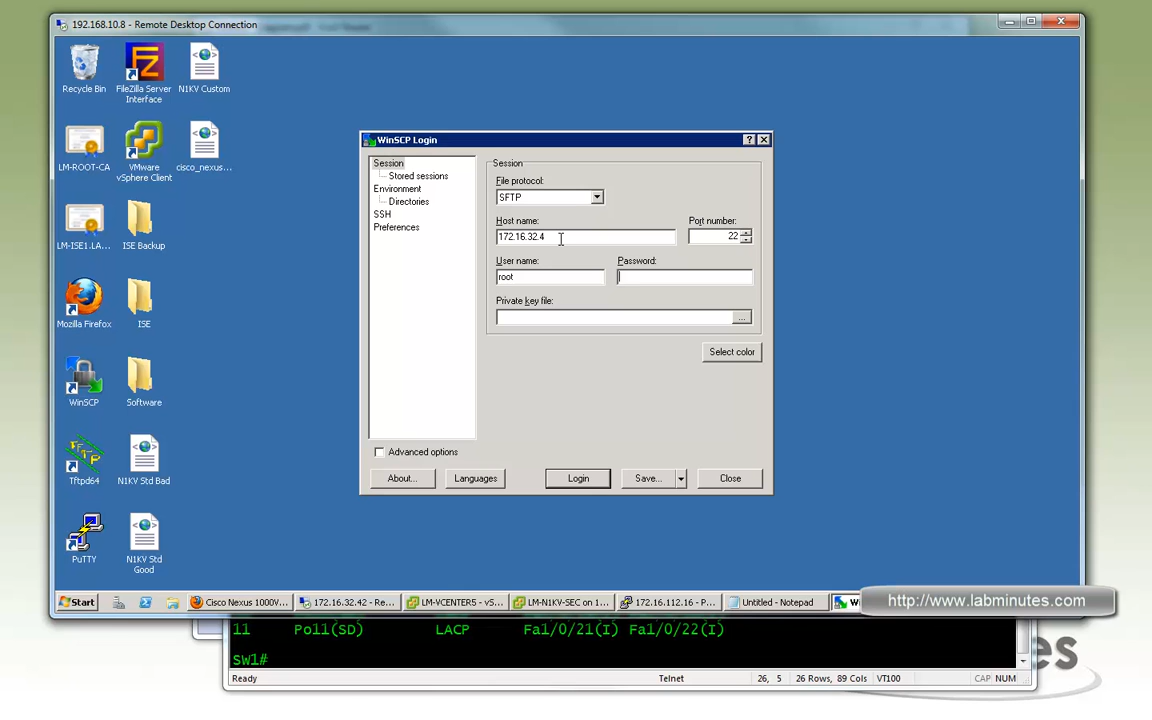 192.168.10.8 - Remote Desktop Connection
Recycle Bin
FileZilla Server Interface
N1KV Custom
LM-ROOT-CA
VMware vSphere Client
cisco_nexus...
LM-ISE1.LA...
ISE Backup
Mozilla Firefox
ISE
WinSCP
Software
Tftpd64
N1KV Std Bad
PuTTY
N1KV Std Good
WinSCP Login
Session
Stored sessions
Environment
Directories
SSH
Preferences
Session
File protocol:
SFTP
Host name:
Port number:
172.16.32.4
22
User name:
Password:
root
Private key file:
...
Select color
Advanced options
About...
Languages
Login
Save...
Close
Start
Cisco Nexus 1000V...
172.16.32.42 - Re...
LM-VCENTER5 - vS...
LM-N1KV-SEC on 1...
172.16.112.16 - P...
Untitled - Notepad
http://www.labminutes.com
11 Po11(SD) LACP Fa1/0/21(I) Fa1/0/22(I)
sw1#
Ready Telnet 26, 5 26 Rows, 89 Cols VT100 CAP NUM